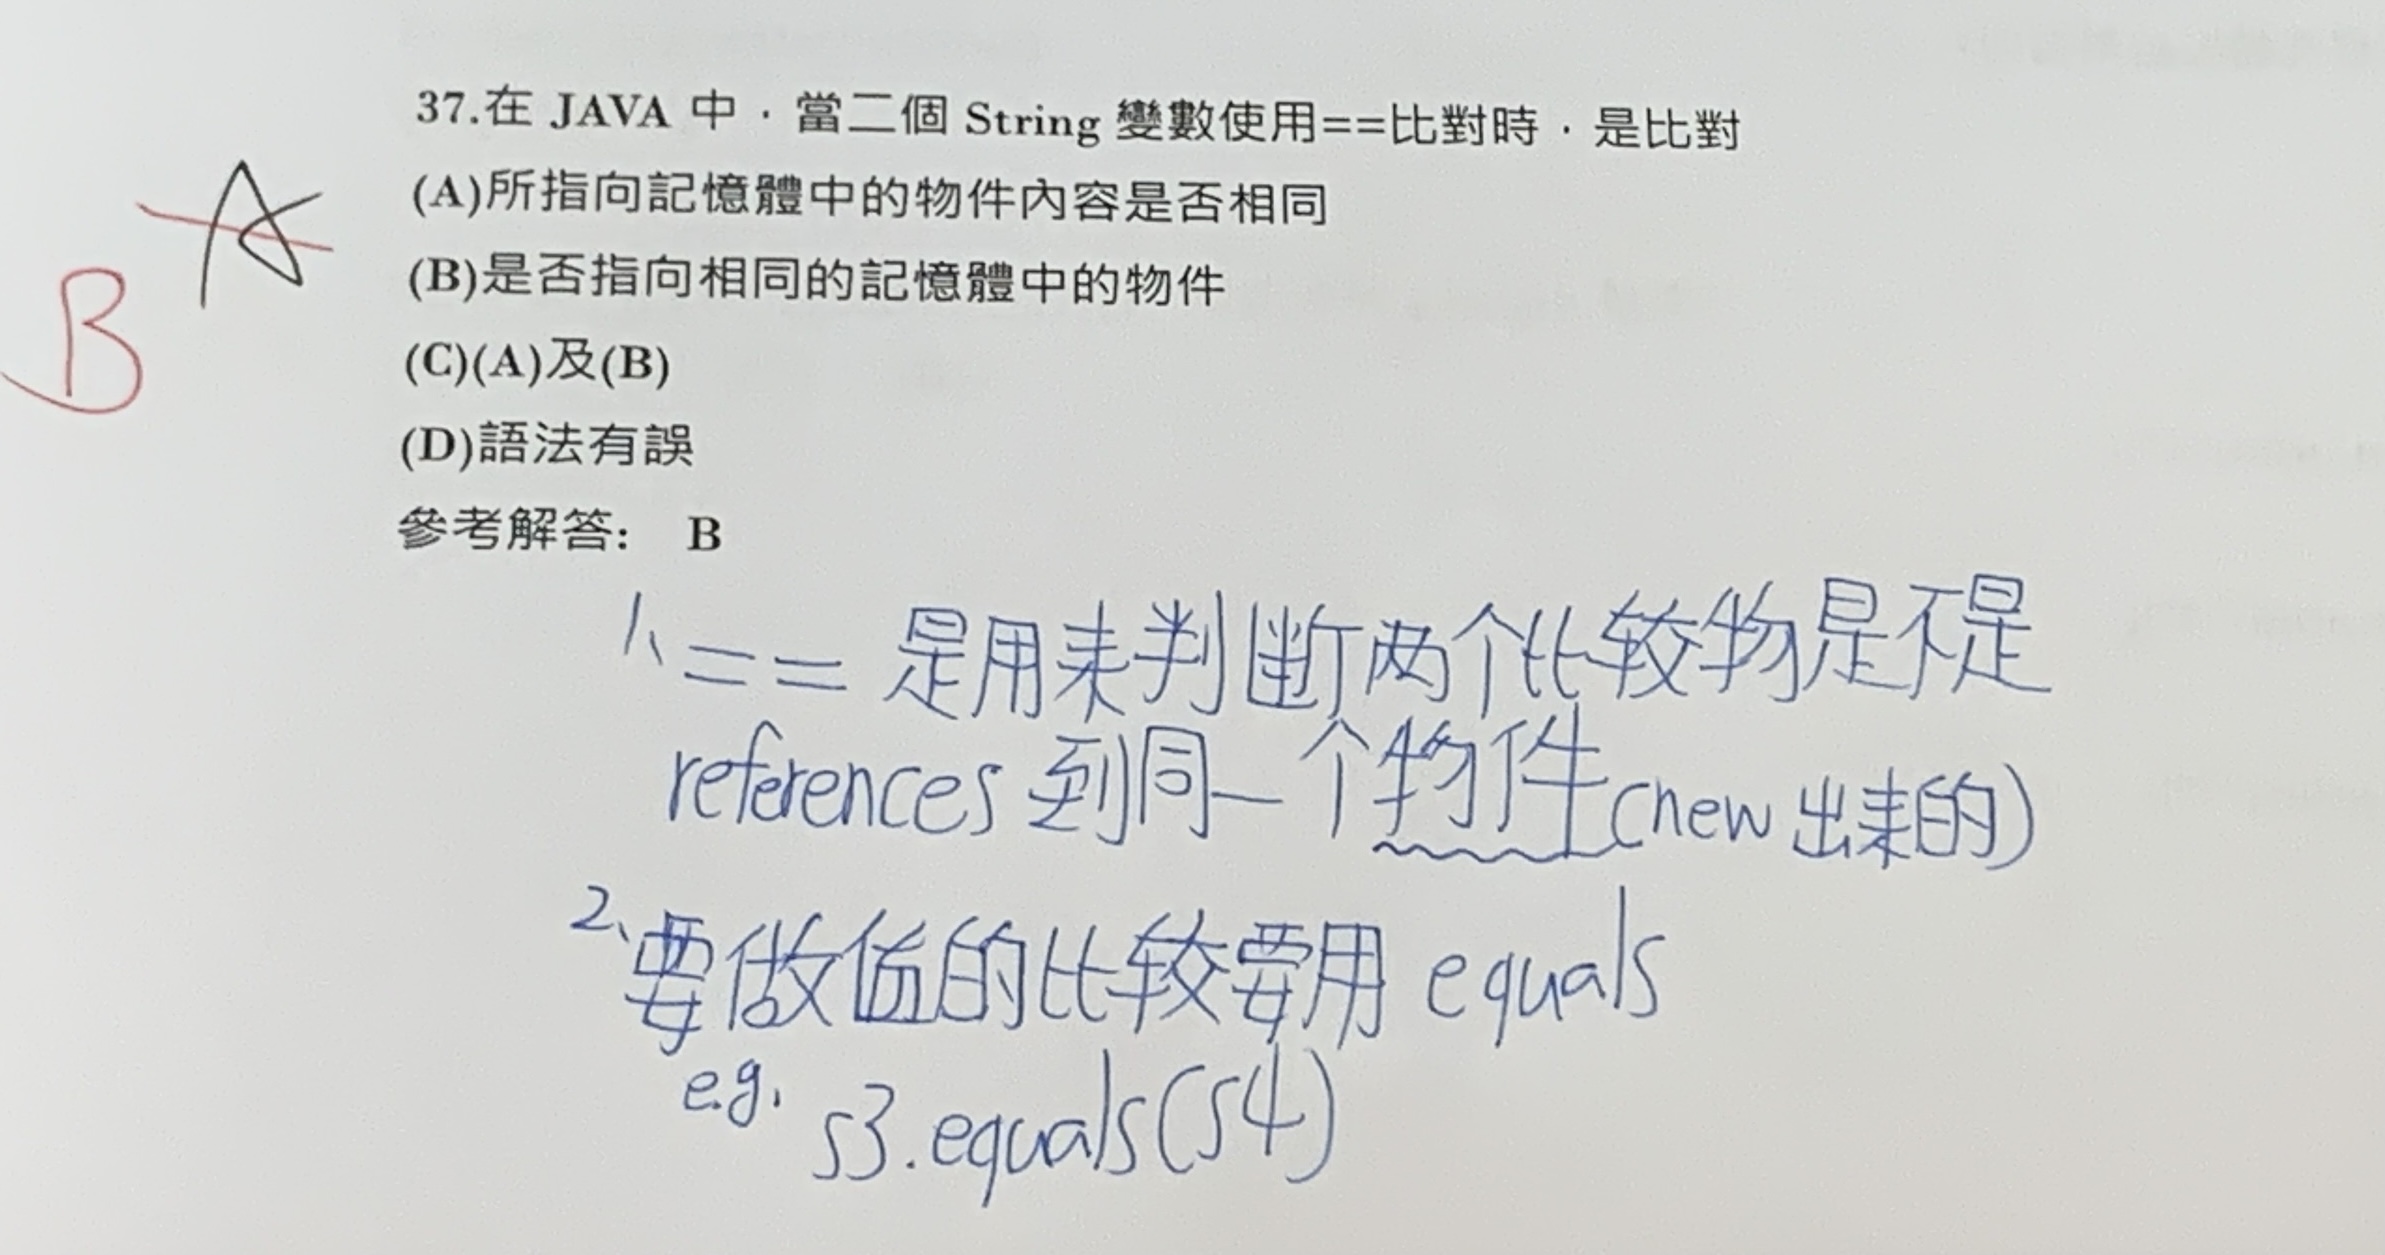 37.在 JAVA 中，當二個 String 變數使用==比對時，是比對
A
(A)所指向記憶體中的物件內容是否相同
(B)是否指向相同的記憶體中的物件
B
(C)(A)及(B)
(D)語法有誤
參考解答: B
1、== 是用来判断两个比较物是不是
references 到同一个物件(new 出来的)
2、要做值的比较要用 equals
e.g. s3.equals(s4)